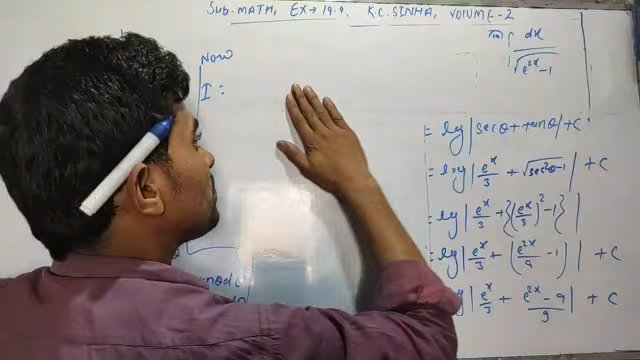 Sub. MATH, EX→19.9, K.C. SINHA, VOLUME-2
∫ dx / √(e^2x - 1)
Now
I =
= log |secθ + tanθ| + C
= log | e^x/3 + √(sec²θ-1) | + C
= log | e^x/3 + {(e^x/3)² -1} |
= log | e^x/3 + (e^2x/9 - 1) | + C
| e^x/3 + (e^2x - 9)/9 | + C